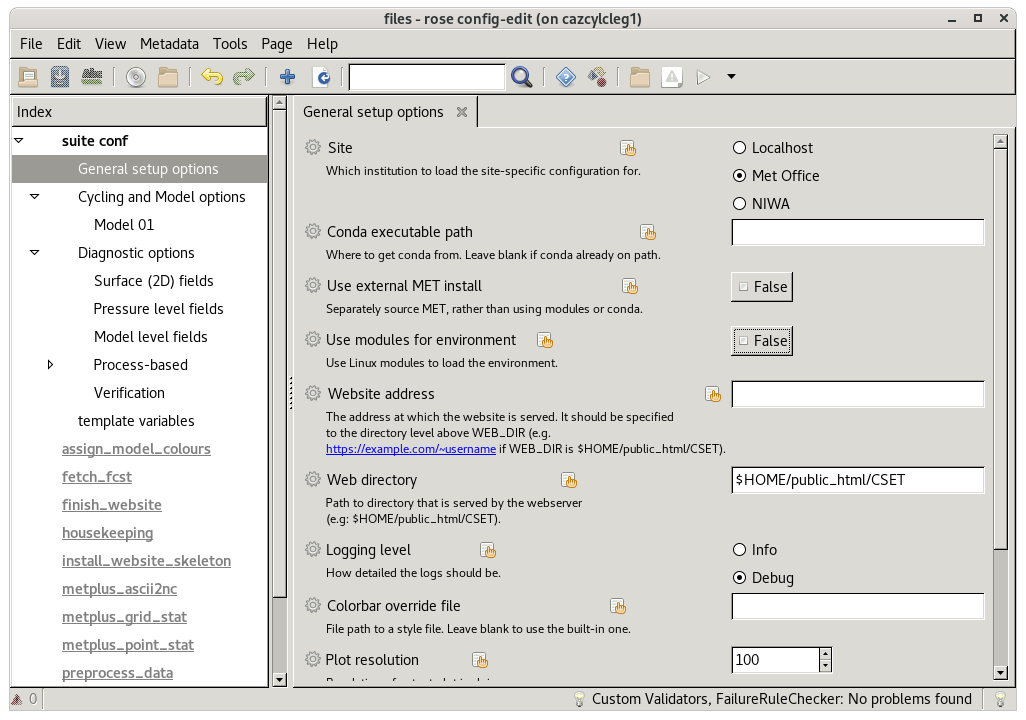 files - rose config-edit (on cazcylcleg1)
File Edit View Metadata Tools Page Help
Index
suite conf
General setup options
Cycling and Model options
Model 01
Diagnostic options
Surface (2D) fields
Pressure level fields
Model level fields
Process-based
Verification
template variables
assign_model_colours
fetch_fcst
finish_website
housekeeping
install_website_skeleton
metplus_ascii2nc
metplus_grid_stat
metplus_point_stat
preprocess_data
General setup options
Site
Which institution to load the site-specific configuration for.
Localhost
Met Office
NIWA
Conda executable path
Where to get conda from. Leave blank if conda already on path.
Use external MET install
Separately source MET, rather than using modules or conda.
False
Use modules for environment
Use Linux modules to load the environment.
False
Website address
The address at which the website is served. It should be specified
to the directory level above WEB_DIR (e.g.
https://example.com/~username if WEB_DIR is $HOME/public_html/CSET).
Web directory
Path to directory that is served by the webserver
(e.g: $HOME/public_html/CSET).
$HOME/public_html/CSET
Logging level
How detailed the logs should be.
Info
Debug
Colorbar override file
File path to a style file. Leave blank to use the built-in one.
Plot resolution
100
0
Custom Validators, FailureRuleChecker: No problems found